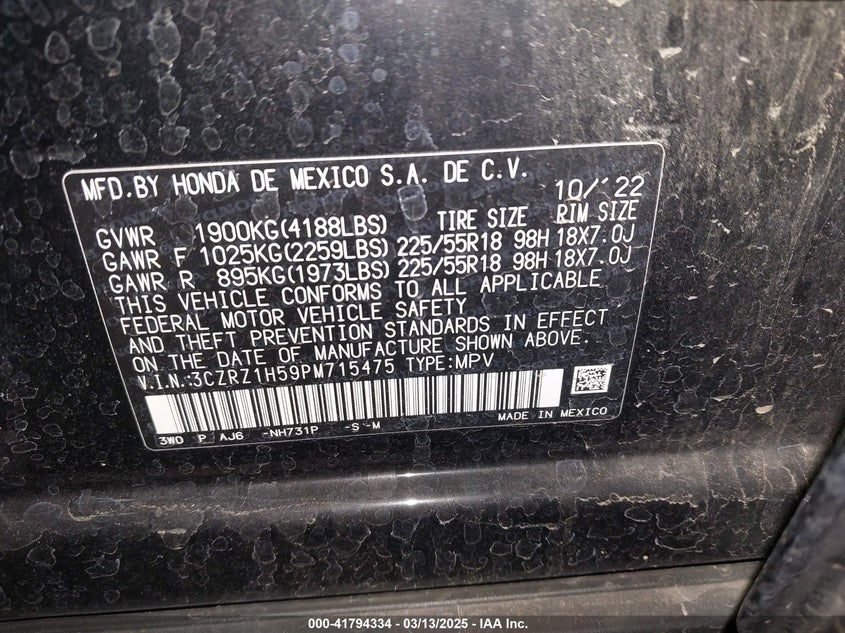 MFD.BY HONDA DE MEXICO S.A. DE C.V. 10/'22
GVWR 1900KG(4188LBS) TIRE SIZE RIM SIZE
GAWR F 1025KG(2259LBS) 225/55R18 98H 18X7.0J
GAWR R 895KG(1973LBS) 225/55R18 98H 18X7.0J
THIS VEHICLE CONFORMS TO ALL APPLICABLE
FEDERAL MOTOR VEHICLE SAFETY
AND THEFT PREVENTION STANDARDS IN EFFECT
ON THE DATE OF MANUFACTURE SHOWN ABOVE.
V.I.N.:3CZRZ1H59PM715475 TYPE:MPV
3W0 P AJ6 -NH731P -S -M MADE IN MEXICO
000-41794334 / 03/13/2025 / IAA Inc.